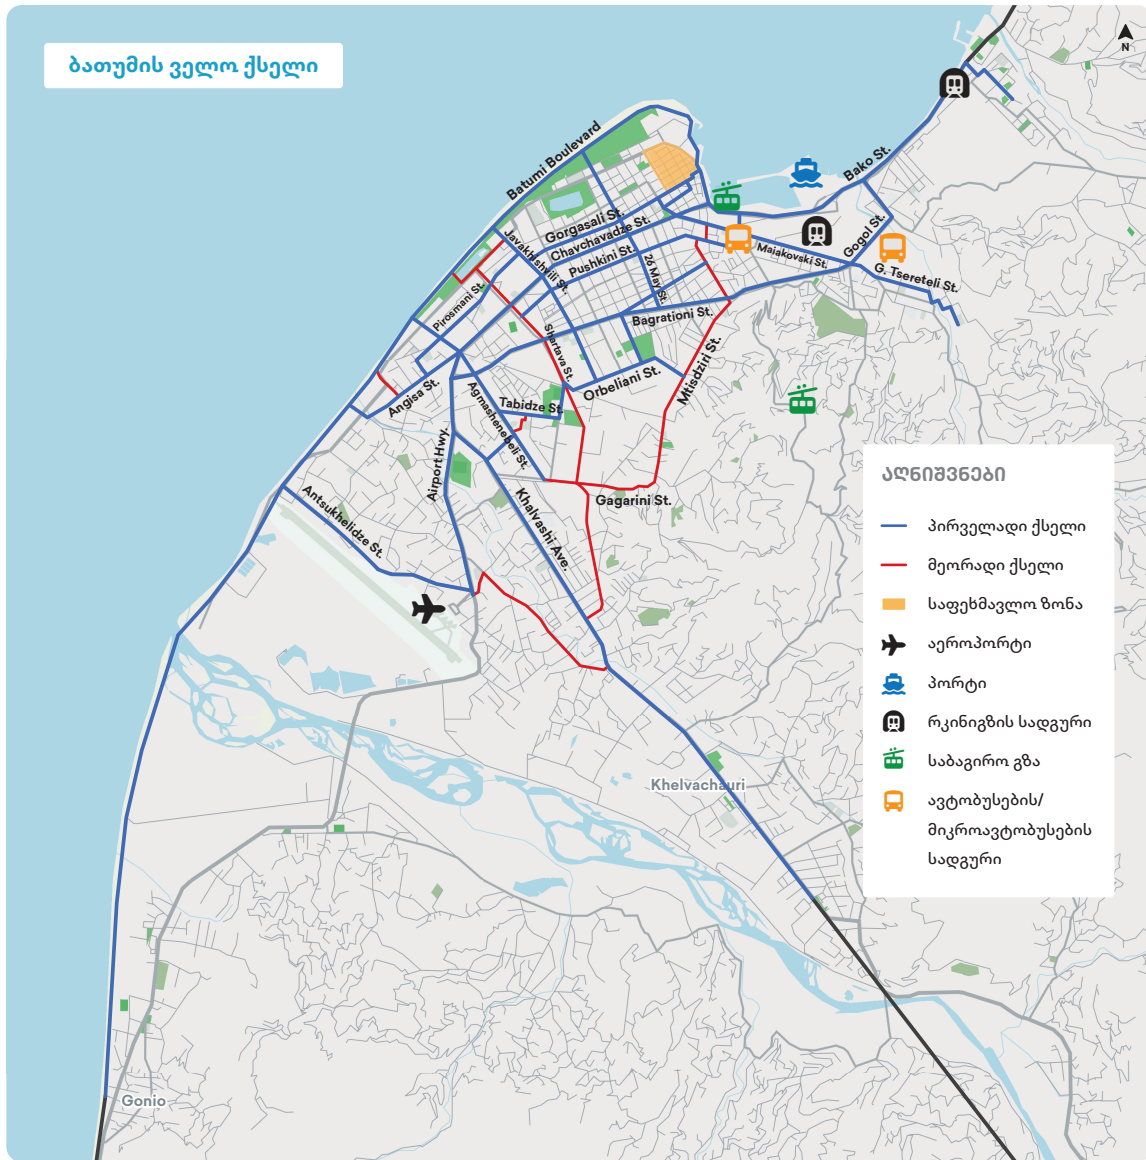 ბათუმის ველო ქსელი
N
Batumi Boulevard
Bako St.
Gorgasali St.
Chavchavadze St.
Javakhishvili St.
Pushkini St.
26 May St.
Maiakovski St.
Gogol St.
G. Tsereteli St.
Pirosmani St.
Bagrationi St.
Shartava St.
Mtisdziri St.
Orbeliani St.
Angisa St.
Tabidze St.
Agmashenebeli St.
Airport Hwy.
Gagarini St.
Khalvashi Ave.
Antsukhelidze St.
Khelvachauri
Gonio
აღნიშვნები
პირველადი ქსელი
მეორადი ქსელი
საფეხმავლო ზონა
აეროპორტი
პორტი
რკინიგზის სადგური
საბაგირო გზა
ავტობუსების/
მიკროავტობუსების
სადგური